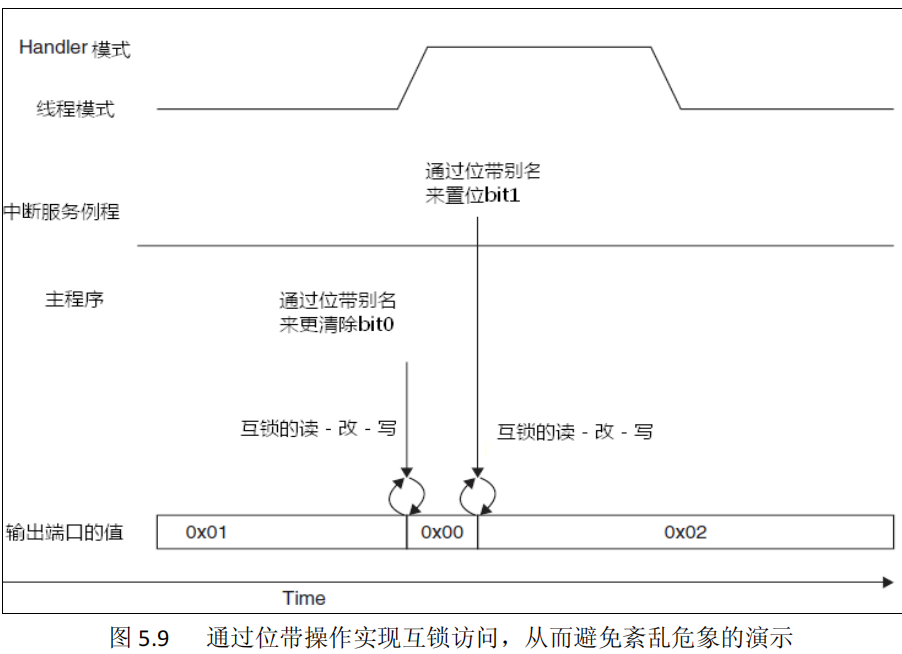 Handler 模式
线程模式
通过位带别名
来置位bit1
中断服务例程
主程序
通过位带别名
来更清除bit0
互锁的读 - 改 - 写
互锁的读 - 改 - 写
输出端口的值
0x01
0x00
0x02
Time
图 5.9 通过位带操作实现互锁访问，从而避免紊乱危象的演示